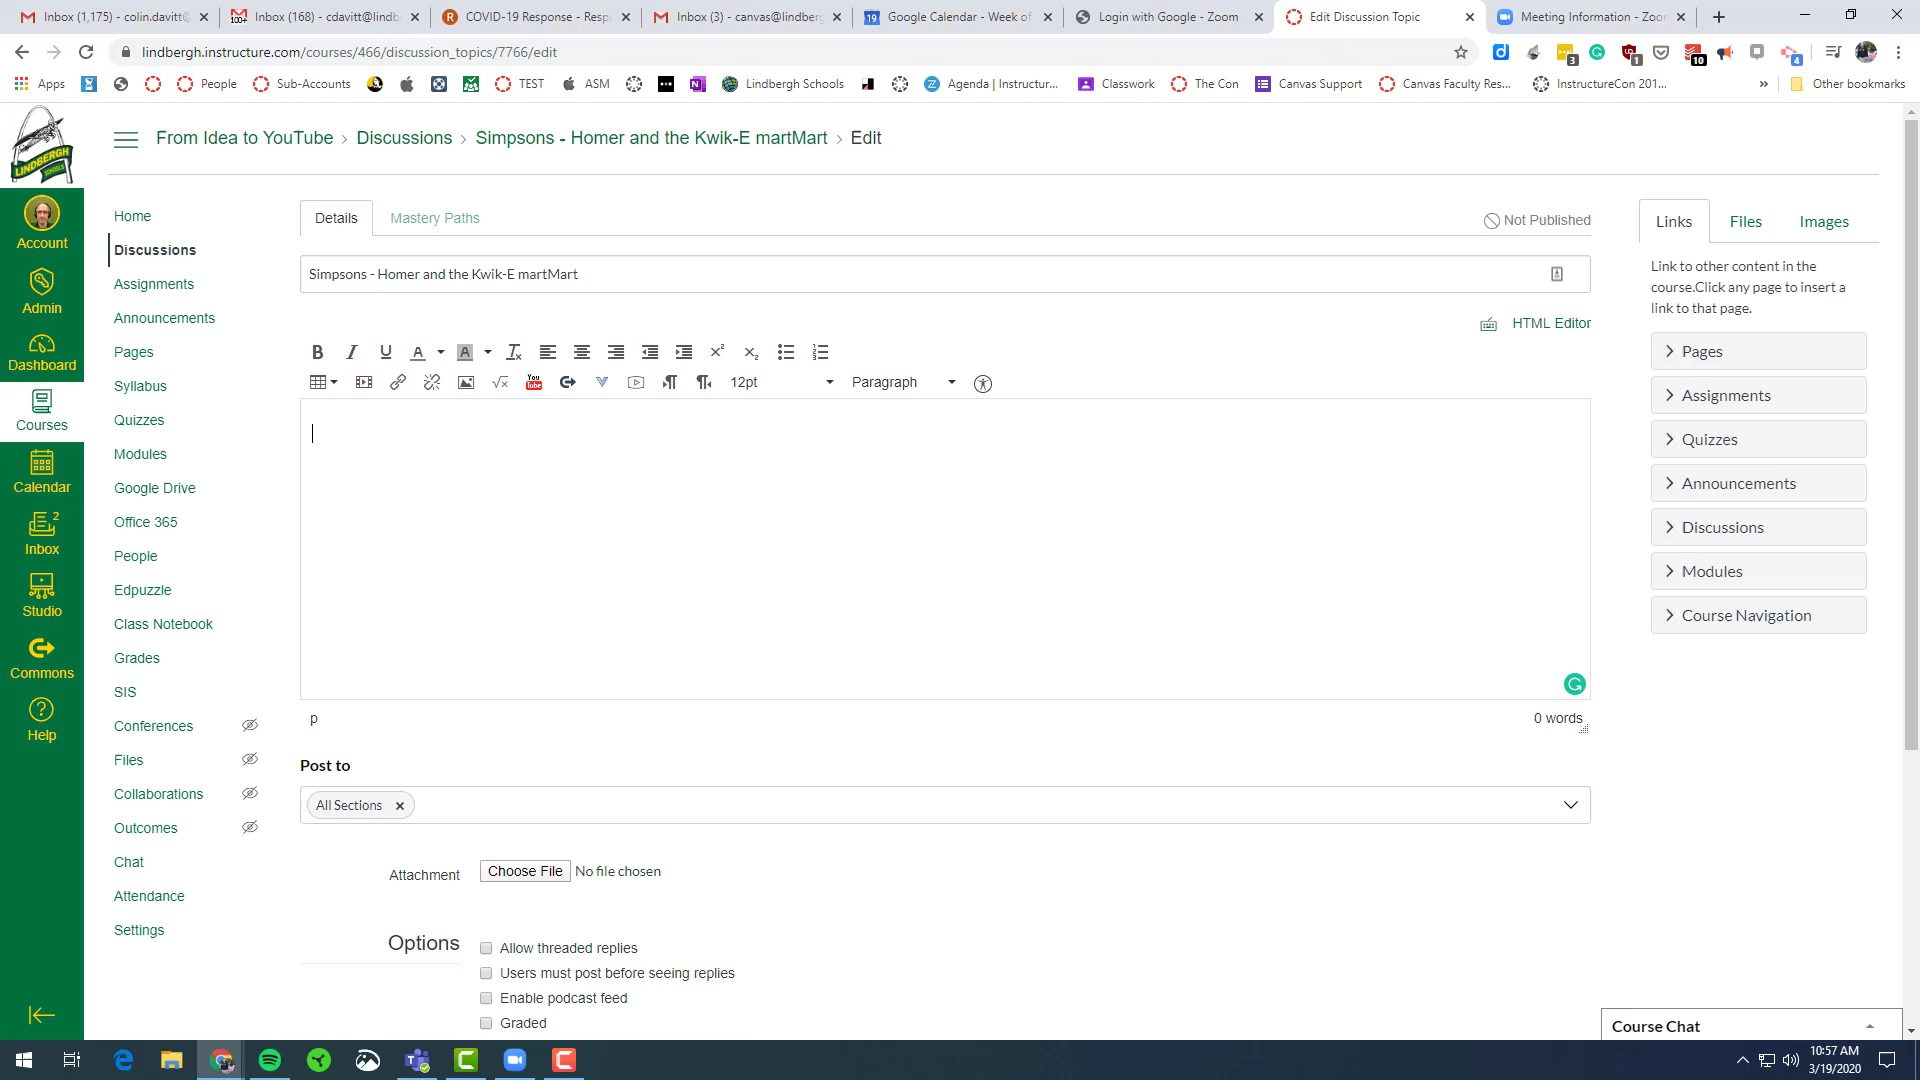 Inbox (1,175) - colin.davitt@
Inbox (168) - cdavitt@lindb
COVID-19 Response - Resp
Inbox (3) - canvas@lindberg
Google Calendar - Week of
Login with Google - Zoom
Edit Discussion Topic
Meeting Information - Zoo
lindbergh.instructure.com/courses/466/discussion_topics/7766/edit
Apps
People
Sub-Accounts
TEST
ASM
Lindbergh Schools
Agenda | Instructur...
Classwork
The Con
Canvas Support
Canvas Faculty Res...
InstructureCon 201...
Other bookmarks
LINDBERGH
SCHOOLS
From Idea to YouTube > Discussions > Simpsons - Homer and the Kwik-E martMart > Edit
Account
Admin
Dashboard
Courses
Calendar
2
Inbox
Studio
Commons
Help
Home
Discussions
Assignments
Announcements
Pages
Syllabus
Quizzes
Modules
Google Drive
Office 365
People
Edpuzzle
Class Notebook
Grades
SIS
Conferences
Files
Collaborations
Outcomes
Chat
Attendance
Settings
Details
Mastery Paths
Not Published
Simpsons - Homer and the Kwik-E martMart
HTML Editor
12pt
Paragraph
p
0 words
Post to
All Sections
Attachment
Choose File No file chosen
Options
Allow threaded replies
Users must post before seeing replies
Enable podcast feed
Graded
Links
Files
Images
Link to other content in the
course.Click any page to insert a
link to that page.
Pages
Assignments
Quizzes
Announcements
Discussions
Modules
Course Navigation
Course Chat
10:57 AM
3/19/2020